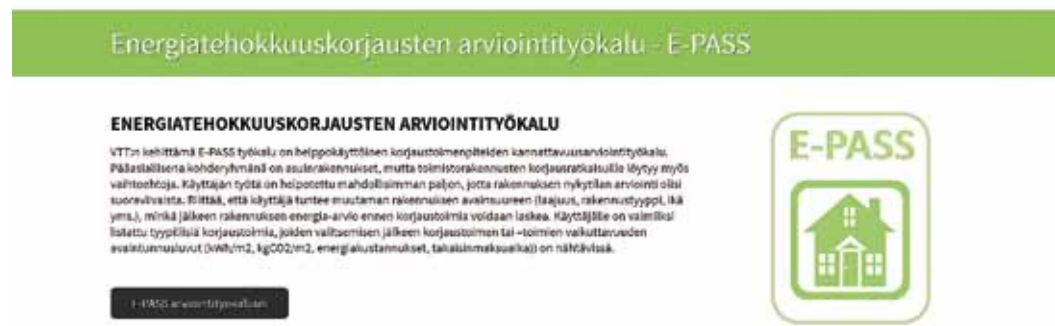 Energiatehokkuuskorjausten arviointityökalu - E-PASS
ENERGIATEHOKKUUSKORJAUSTEN ARVIOINTITYÖKALU
VTT:n kehittämä E-PASS työkalu on helppokäyttöinen korjaustoimenpiteiden kannattavuusarviointityökalu.
Pääasiallisena kohderyhmänä on asuinrakennukset, mutta toimistorakennusten korjausratkaisuille löytyy myös
vaihtoehtoja. Käyttäjän työtä on helpotettu mahdollisimman paljon, jotta rakennuksen nykytilan arviointi olisi
suoraviivaista. Riittää, että käyttäjä tuntee muutaman rakennuksen avainsuureen (laajuus, rakennustyyppi, ikä
yms.), minkä jälkeen rakennuksen energia-arvio ennen korjaustoimia voidaan laskea. Käyttäjälle on valmiiksi
listattu tyypillisiä korjaustoimia, joiden valitsemisen jälkeen korjaustoimen tai -toimien vaikuttavuuden
avaintunnusluvut (kWh/m2, kgCO2/m2, energiakustannukset, takaisinmaksuaika)) on nähtävissä.
E-PASS arviointityökaluun
E-PASS